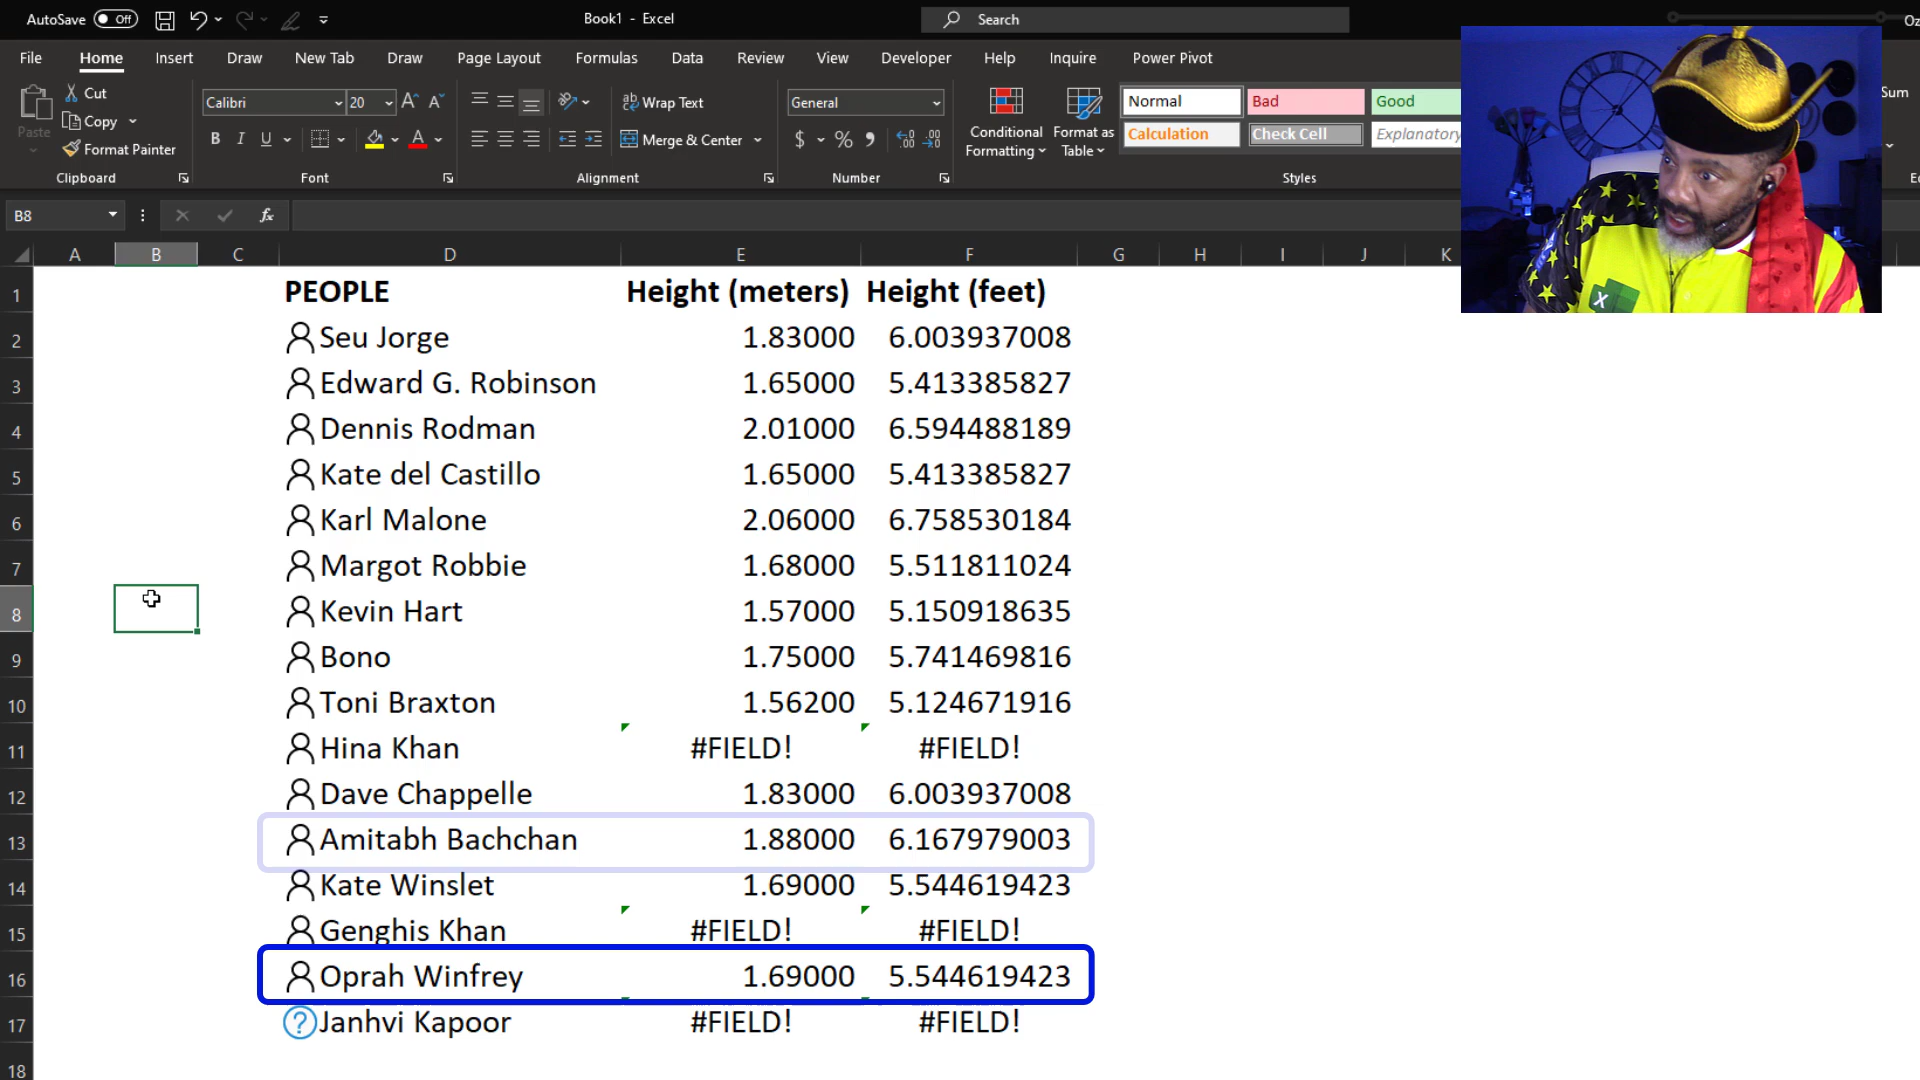 AutoSave Off Book1 - Excel Search Oz
File Home Insert Draw New Tab Draw Page Layout Formulas Data Review View Developer Help Inquire Power Pivot
Paste Cut Copy Format Painter
Clipboard
Calibri 20 A A
B I U A
Font
Wrap Text
Merge & Center
Alignment
General
$ % , .00
Number
Conditional Formatting
Format as Table
Normal Bad Good
Calculation Check Cell Explanatory
Styles
Sum
B8 fx
A B C D E F G H I J K
1 PEOPLE Height (meters) Height (feet)
2 Seu Jorge 1.83000 6.003937008
3 Edward G. Robinson 1.65000 5.413385827
4 Dennis Rodman 2.01000 6.594488189
5 Kate del Castillo 1.65000 5.413385827
6 Karl Malone 2.06000 6.758530184
7 Margot Robbie 1.68000 5.511811024
8 Kevin Hart 1.57000 5.150918635
9 Bono 1.75000 5.741469816
10 Toni Braxton 1.56200 5.124671916
11 Hina Khan #FIELD! #FIELD!
12 Dave Chappelle 1.83000 6.003937008
13 Amitabh Bachchan 1.88000 6.167979003
14 Kate Winslet 1.69000 5.544619423
15 Genghis Khan #FIELD! #FIELD!
16 Oprah Winfrey 1.69000 5.544619423
17 ? Janhvi Kapoor #FIELD! #FIELD!
18